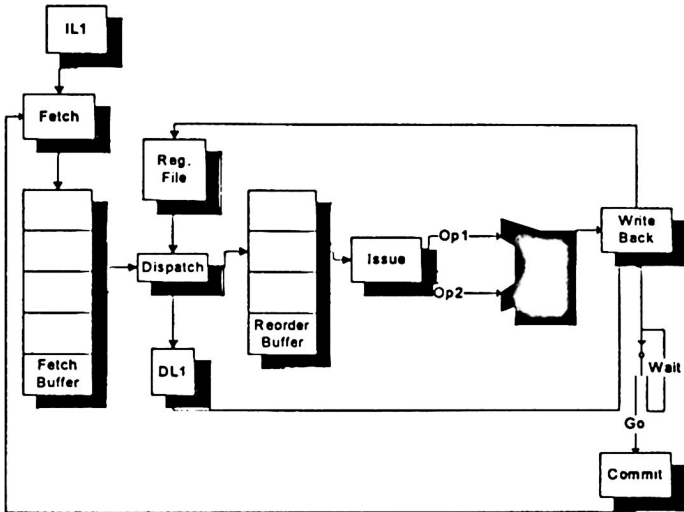 IL1
Fetch
Reg.
File
Fetch
Buffer
Dispatch
DL1
Reorder
Buffer
Issue
Op1
Op2
Write
Back
Wait
Go
Commit